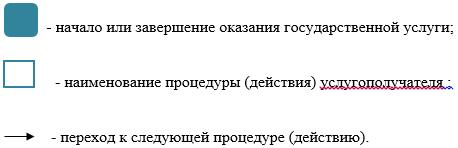 - начало или завершение оказания государственной услуги;
- наименование процедуры (действия) услугополучателя ;
- переход к следующей процедуре (действию).